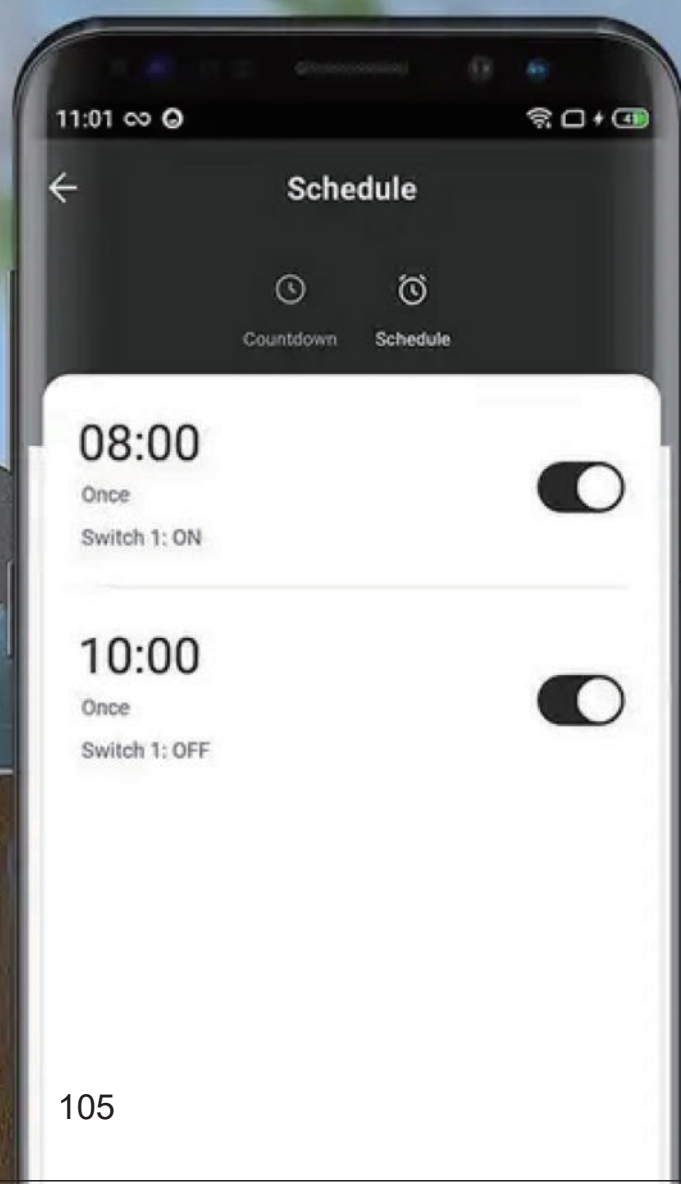 11:01
Schedule
Countdown Schedule
08:00
Once
Switch 1: ON
10:00
Once
Switch 1: OFF
105